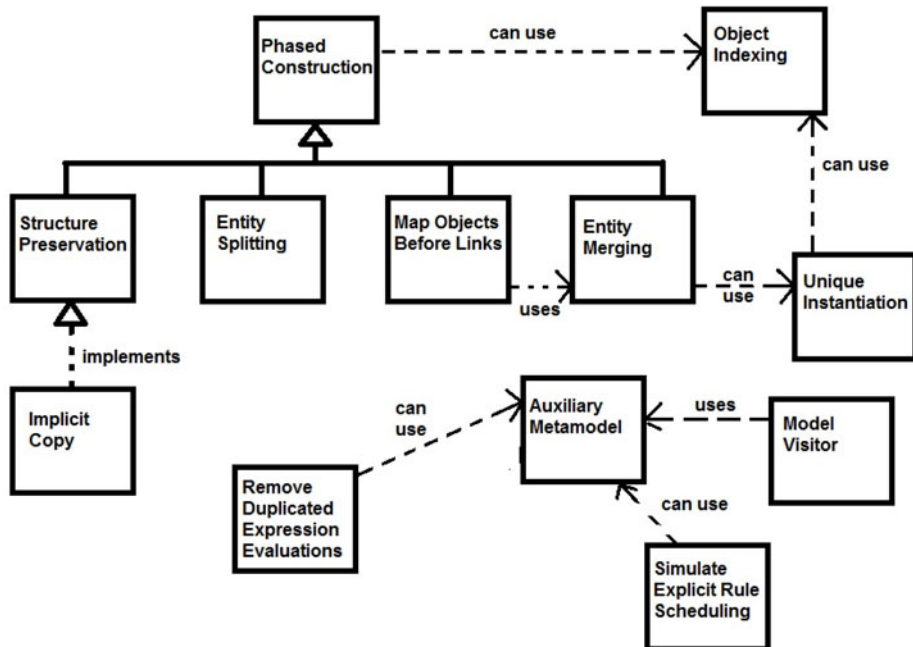 Phased
Construction
can use
Object
Indexing
can use
Structure
Preservation
Entity
Splitting
Map Objects
Before Links
Entity
Merging
uses
can
use
Unique
Instantiation
implements
Implicit
Copy
can
use
Auxiliary
Metamodel
uses
Model
Visitor
Remove
Duplicated
Expression
Evaluations
can use
Simulate
Explicit Rule
Scheduling